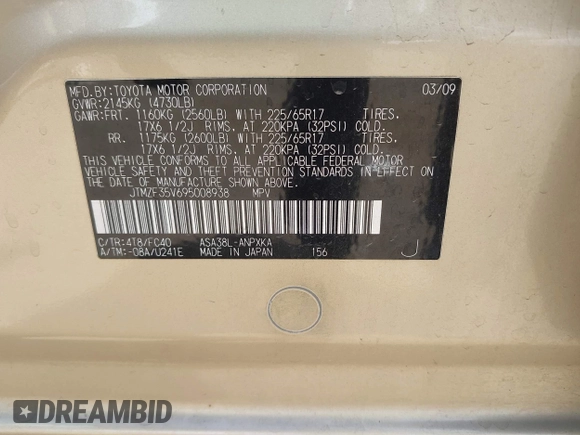 MFD.BY:TOYOTA MOTOR CORPORATION 03/09
GVWR:2145KG (4730LB)
GAWR:FRT. 1160KG (2560LB) WITH 225/65R17 TIRES.
17X6 1/2J RIMS. AT 220KPA (32PSI) COLD.
RR. 1175KG (2600LB) WITH 225/65R17 TIRES.
17X6 1/2J RIMS. AT 220KPA (32PSI) COLD.
THIS VEHICLE CONFORMS TO ALL APPLICABLE FEDERAL MOTOR
VEHICLE SAFETY AND THEFT PREVENTION STANDARDS IN EFFECT ON
THE DATE OF MANUFACTURE SHOWN ABOVE.
JTMZF35V695008938 MPV
C/TR:4T8/FC40 ASA38L-ANPXKA J
A/TM:-08A/U241E MADE IN JAPAN 156
DREAMBID